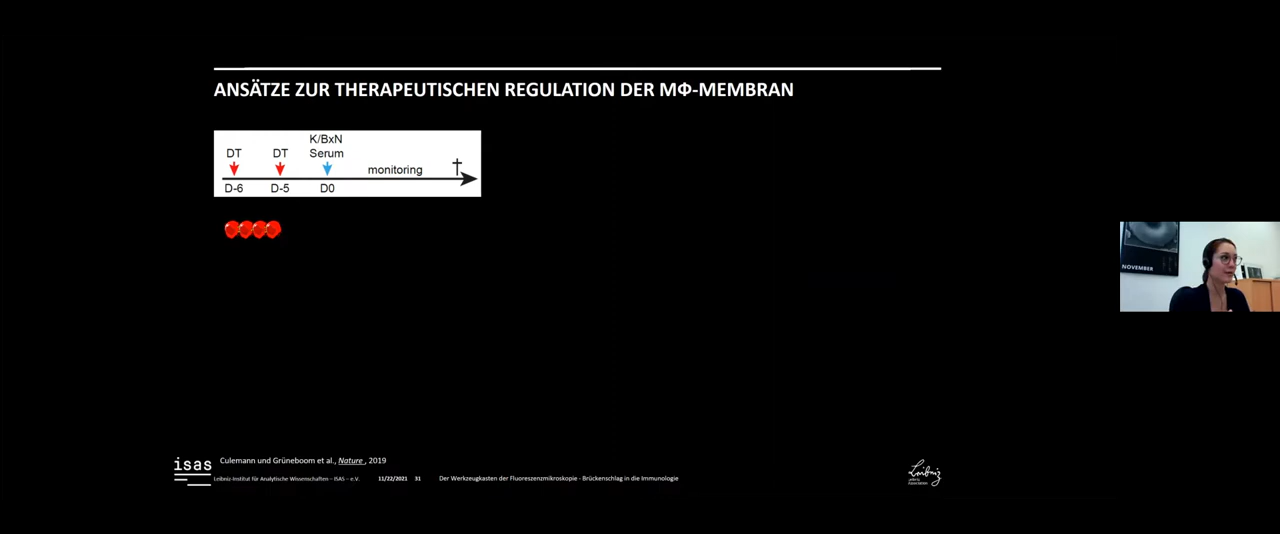 ANSÄTZE ZUR THERAPEUTISCHEN REGULATION DER MΦ-MEMBRAN
K/BxN
DT DT Serum
monitoring †
D-6 D-5 D0
NOVEMBER
isas Culemann und Grüneboom et al., Nature , 2019
Leibniz-Institut für Analytische Wissenschaften – ISAS – e.V. 11/22/2021 31 Der Werkzeugkasten der Fluoreszenzmikroskopie - Brückenschlag in die Immunologie
Leibniz